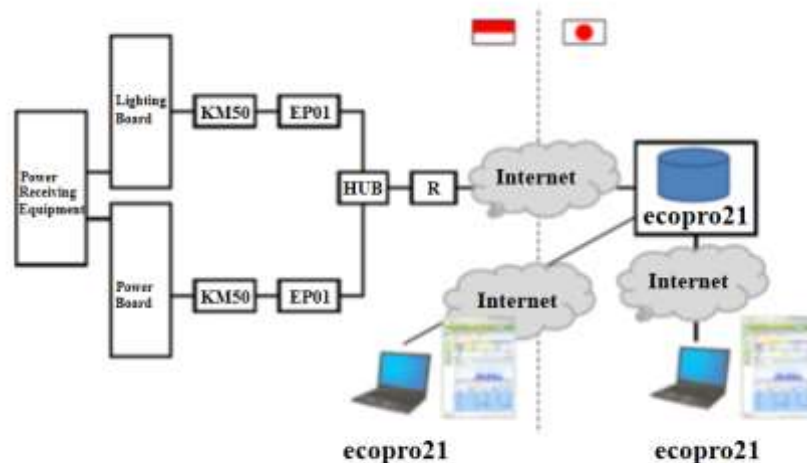 Lighting
Board
KM50
EP01
Power
Receiving
Equipment
HUB
R
Internet
ecopro21
Power
Board
KM50
EP01
Internet
Internet
ecopro21
ecopro21